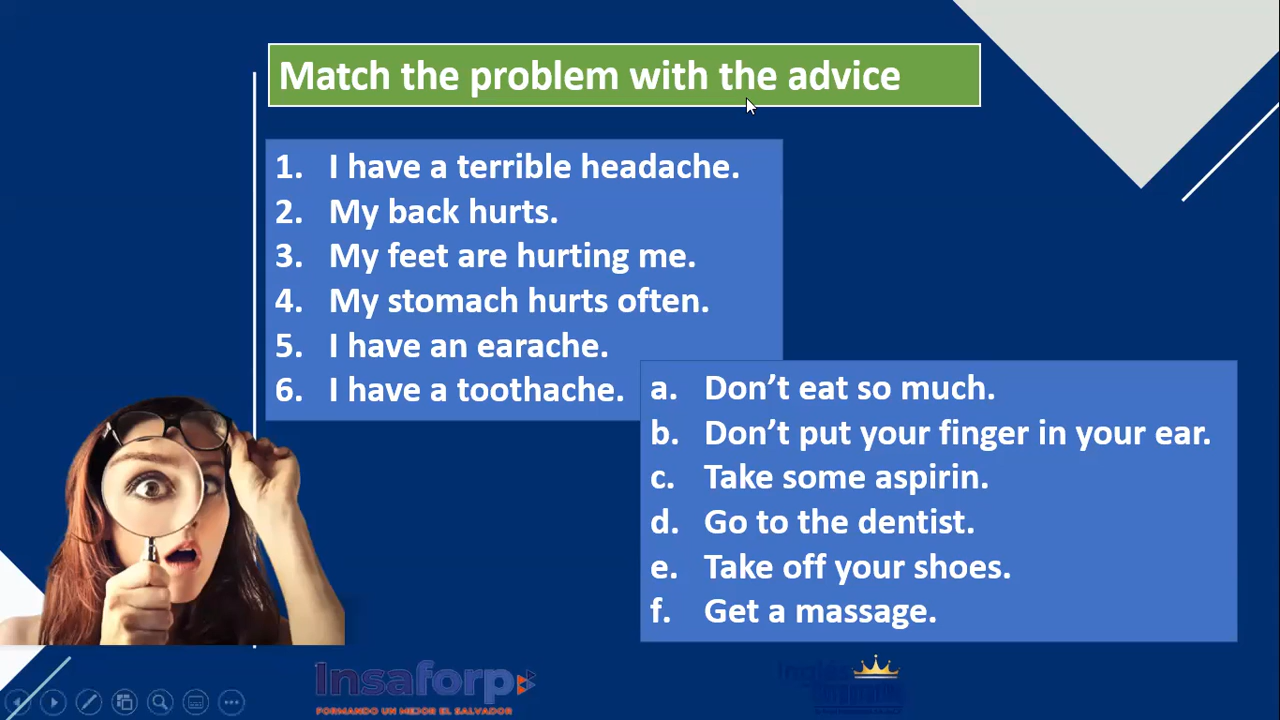 Match the problem with the advice
1. I have a terrible headache.
2. My back hurts.
3. My feet are hurting me.
4. My stomach hurts often.
5. I have an earache.
6. I have a toothache.
a. Don’t eat so much.
b. Don’t put your finger in your ear.
c. Take some aspirin.
d. Go to the dentist.
e. Take off your shoes.
f. Get a massage.
Insaforp
FORMANDO UN MEJOR EL SALVADOR